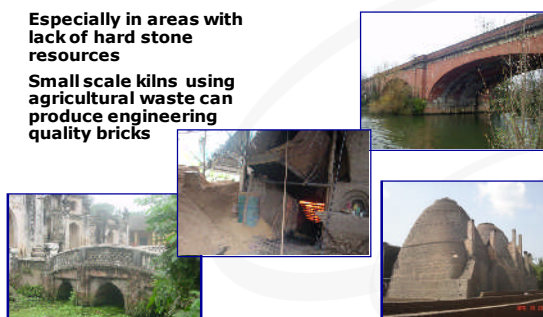 Especially in areas with
lack of hard stone
resources
Small scale kilns using
agricultural waste can
produce engineering
quality bricks